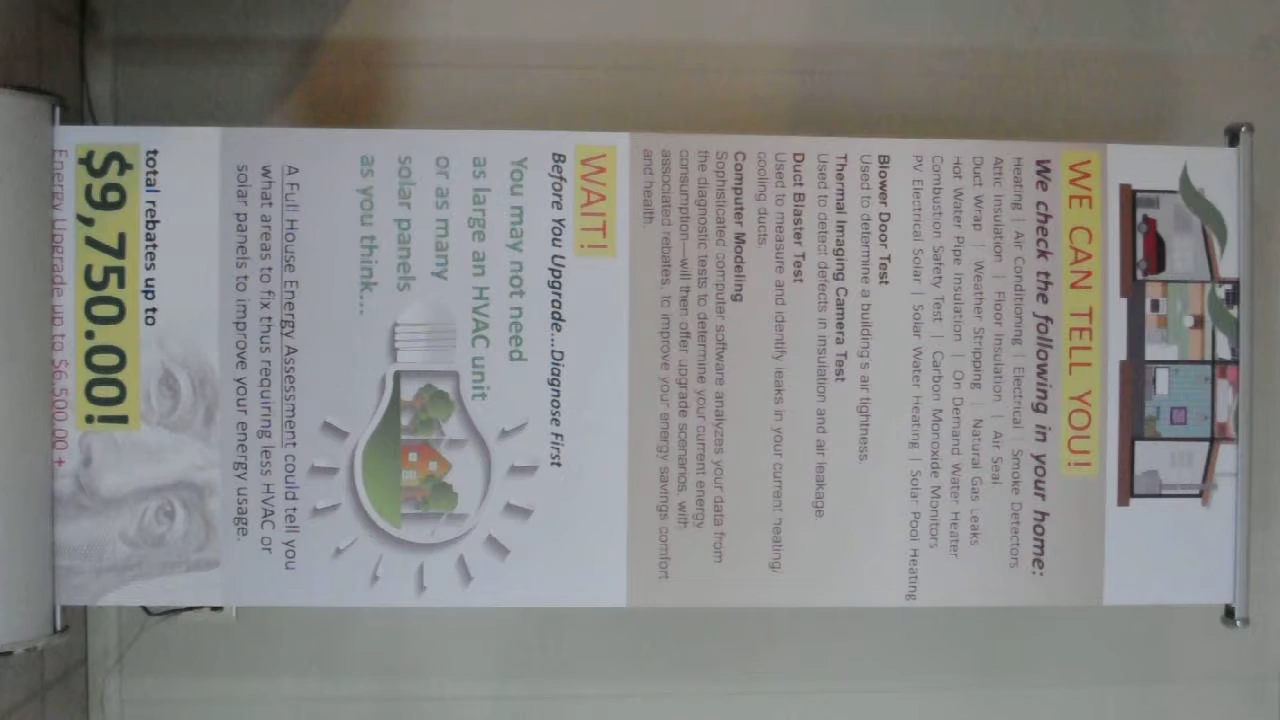 WE CAN TELL YOU!
We check the following in your home:
Heating | Air Conditioning | Electrical | Smoke Detectors
Attic Insulation | Floor Insulation | Air Seal
Duct Wrap | Weather Stripping | Natural Gas Leaks
Hot Water Pipe Insulation | On Demand Water Heater
Combustion Safety Test | Carbon Monoxide Monitors
PV Electrical Solar | Solar Water Heating | Solar Pool Heating
Blower Door Test
Used to determine a building's air tightness.
Thermal Imaging Camera Test
Used to detect defects in insulation and air leakage
Duct Blaster Test
Used to measure and identify leaks in your current heating/
cooling ducts.
Computer Modeling
Sophisticated computer software analyzes your data from
the diagnostic tests to determine your current energy
consumption—will then offer upgrade scenarios, with
associated rebates, to improve your energy savings comfort
and health.
WAIT!
Before You Upgrade...Diagnose First
You may not need
as large an HVAC unit
or as many
solar panels
as you think...
A Full House Energy Assessment could tell you
what areas to fix thus requiring less HVAC or
solar panels to improve your energy usage.
total rebates up to
$9,750.00!
Energy Upgrade up to $6,500.00 +